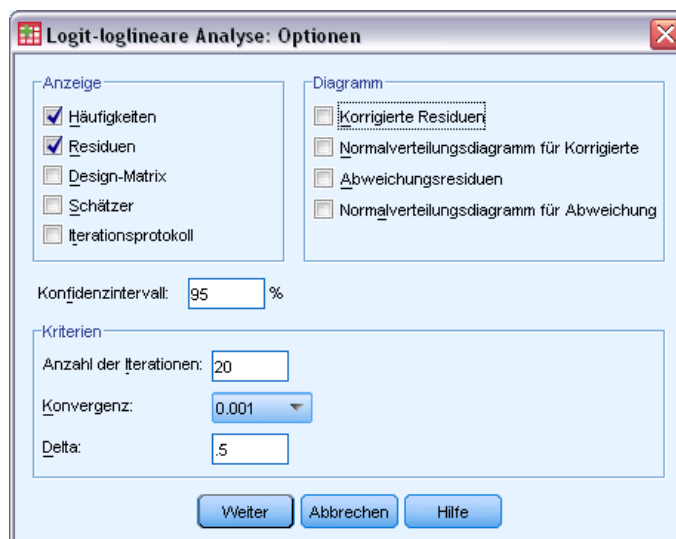 Logit-loglineare Analyse: Optionen
Anzeige
Häufigkeiten
Residuen
Design-Matrix
Schätzer
Iterationsprotokoll
Diagramm
Korrigierte Residuen
Normalverteilungsdiagramm für Korrigierte
Abweichungsresiduen
Normalverteilungsdiagramm für Abweichung
Konfidenzintervall: 95 %
Kriterien
Anzahl der Iterationen: 20
Konvergenz: 0.001
Delta: .5
Weiter Abbrechen Hilfe